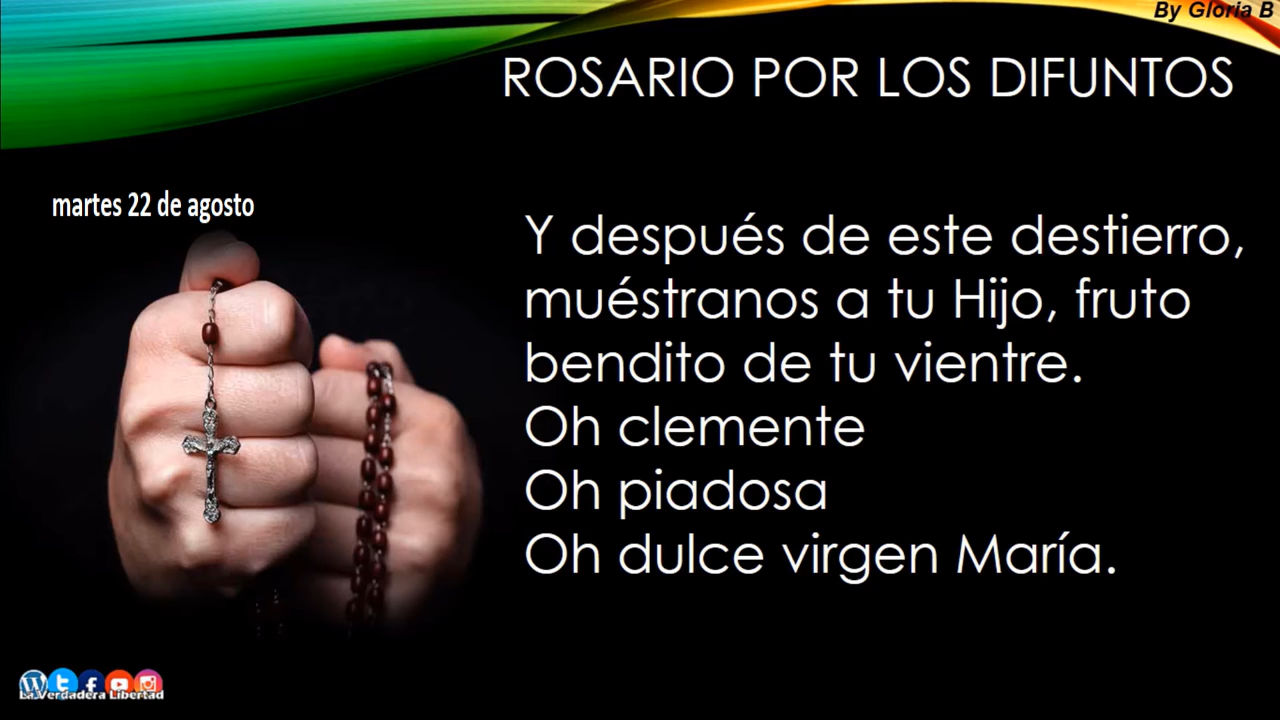 By Gloria B
ROSARIO POR LOS DIFUNTOS
martes 22 de agosto
Y después de este destierro,
muéstranos a tu Hijo, fruto
bendito de tu vientre.
Oh clemente
Oh piadosa
Oh dulce virgen María.
La Verdadera Libertad